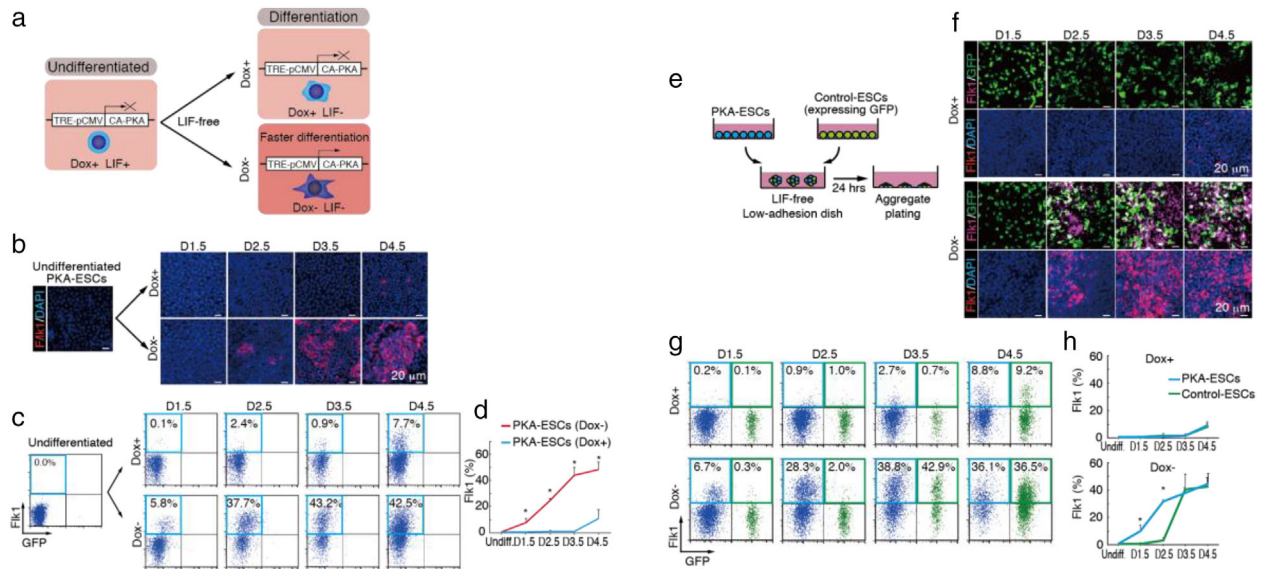 a
Undifferentiated
TRE-pCMV CA-PKA
Dox+ LIF+
LIF-free
Dox+
Dox-
Differentiation
TRE-pCMV CA-PKA
Dox+ LIF-
Faster differentiation
TRE-pCMV CA-PKA
Dox- LIF-
b
Undifferentiated
PKA-ESCs
F/lk1/DAPI
D1.5 D2.5 D3.5 D4.5
Dox+
Dox-
20 μm
c
Undifferentiated
0.0%
Flk1
GFP
D1.5 D2.5 D3.5 D4.5
Dox+
0.1% 2.4% 0.9% 7.7%
Dox-
5.8% 37.7% 43.2% 42.5%
d
PKA-ESCs (Dox-)
PKA-ESCs (Dox+)
Flk1 (%)
60
40
20
0
* * * *
Undiff. D1.5 D2.5 D3.5 D4.5
e
PKA-ESCs
Control-ESCs
(expressing GFP)
LIF-free
Low-adhesion dish
24 hrs
Aggregate
plating
f
D1.5 D2.5 D3.5 D4.5
Dox+
Flk1/GFP
Flk1/DAPI
20 μm
Dox-
Flk1/GFP
Flk1/DAPI
20 μm
g
D1.5 D2.5 D3.5 D4.5
Dox+
0.2% 0.1% 0.9% 1.0% 2.7% 0.7% 8.8% 9.2%
Dox-
6.7% 0.3% 28.3% 2.0% 38.8% 42.9% 36.1% 36.5%
Flk1
GFP
h
Dox+
PKA-ESCs
Control-ESCs
Flk1 (%)
60
40
20
0
Dox-
Flk1 (%)
60
40
20
0
* *
Undiff. D1.5 D2.5 D3.5 D4.5